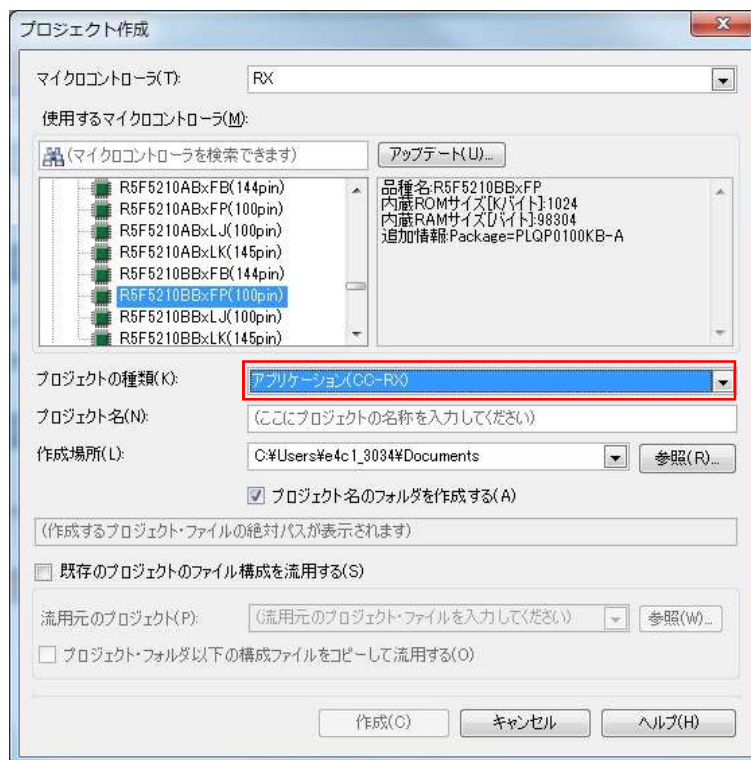 プロジェクト作成
マイクロコントローラ(T): RX
使用するマイクロコントローラ(M):
(マイクロコントローラを検索できます) アップデート(U)...
R5F5210ABxFB(144pin)
R5F5210ABxFP(100pin)
R5F5210ABxLJ(100pin)
R5F5210ABxLK(145pin)
R5F5210BBxFB(144pin)
R5F5210BBxFP(100pin)
R5F5210BBxLJ(100pin)
R5F5210BBxLK(145pin)
品種名:R5F5210BBxFP
内蔵ROMサイズ[Kバイト]:1024
内蔵RAMサイズ[バイト]:98304
追加情報:Package=PLQP0100KB-A
プロジェクトの種類(K): アプリケーション(CC-RX)
プロジェクト名(N): (ここにプロジェクトの名称を入力してください)
作成場所(L): C:¥Users¥e4c1_3034¥Documents 参照(R)...
プロジェクト名のフォルダを作成する(A)
(作成するプロジェクト・ファイルの絶対パスが表示されます)
既存のプロジェクトのファイル構成を流用する(S)
流用元のプロジェクト(P): (流用元のプロジェクト・ファイルを入力してください) 参照(W)...
プロジェクト・フォルダ以下の構成ファイルをコピーして流用する(O)
作成(C) キャンセル ヘルプ(H)